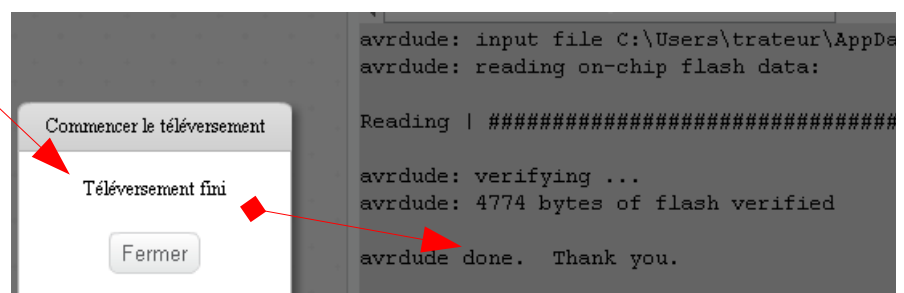 Commencer le téléversement
Téléversement fini
Fermer
avrdude: input file C:\Users\trateur\AppDa
avrdude: reading on-chip flash data:
Reading | ################################
avrdude: verifying ...
avrdude: 4774 bytes of flash verified
avrdude done.  Thank you.